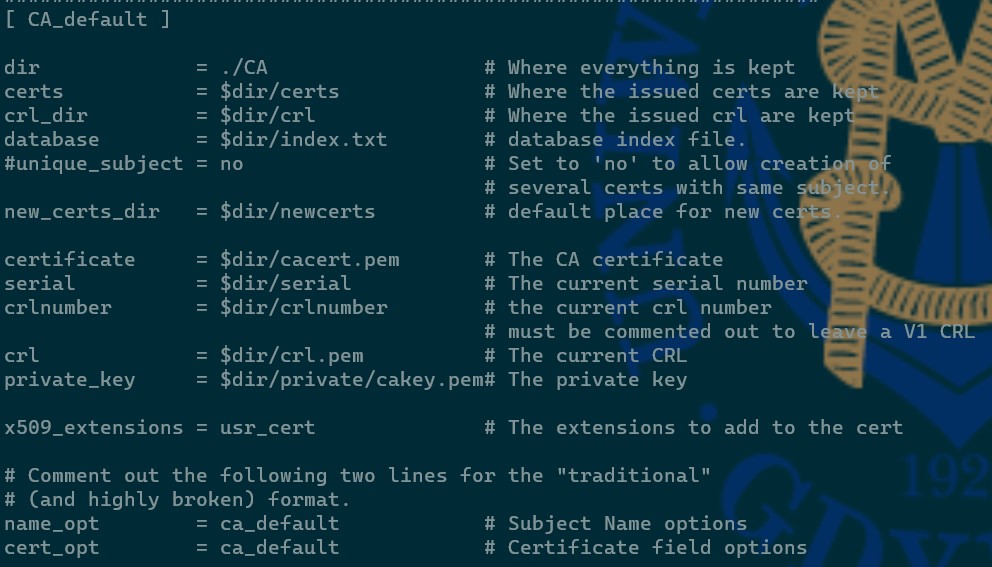 [ CA_default ]
dir             = ./CA                  # Where everything is kept
certs           = $dir/certs            # Where the issued certs are kept
crl_dir         = $dir/crl              # Where the issued crl are kept
database        = $dir/index.txt        # database index file.
#unique_subject = no                    # Set to 'no' to allow creation of
                                        # several certs with same subject.
new_certs_dir   = $dir/newcerts         # default place for new certs.
certificate     = $dir/cacert.pem       # The CA certificate
serial          = $dir/serial           # The current serial number
crlnumber       = $dir/crlnumber        # the current crl number
                                        # must be commented out to leave a V1 CRL
crl             = $dir/crl.pem          # The current CRL
private_key     = $dir/private/cakey.pem# The private key
x509_extensions = usr_cert              # The extensions to add to the cert
# Comment out the following two lines for the "traditional"
# (and highly broken) format.
name_opt        = ca_default            # Subject Name options
cert_opt        = ca_default            # Certificate field options
192
GDY